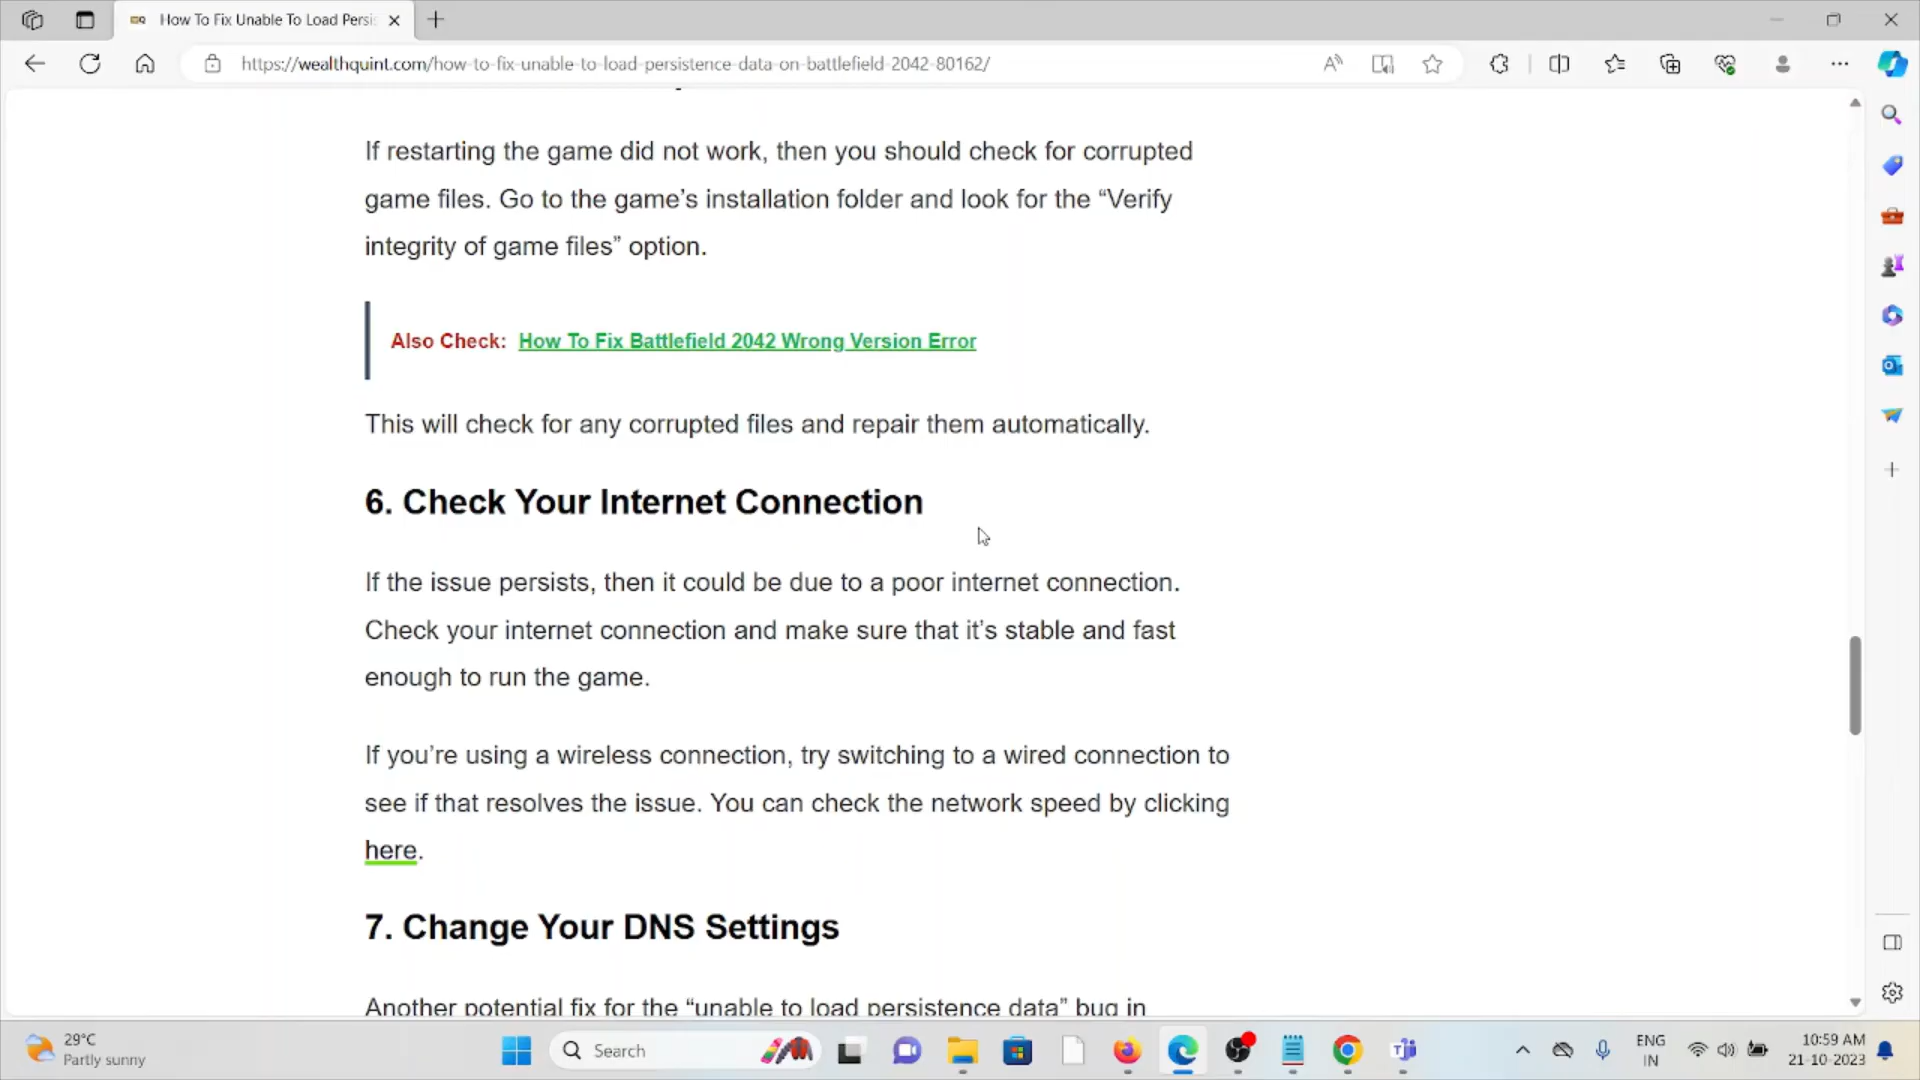 How To Fix Unable To Load Persi
https://wealthquint.com/how-to-fix-unable-to-load-persistence-data-on-battlefield-2042-80162/
If restarting the game did not work, then you should check for corrupted
game files. Go to the game’s installation folder and look for the “Verify
integrity of game files” option.
Also Check: How To Fix Battlefield 2042 Wrong Version Error
This will check for any corrupted files and repair them automatically.
6. Check Your Internet Connection
If the issue persists, then it could be due to a poor internet connection.
Check your internet connection and make sure that it’s stable and fast
enough to run the game.
If you’re using a wireless connection, try switching to a wired connection to
see if that resolves the issue. You can check the network speed by clicking
here.
7. Change Your DNS Settings
Another potential fix for the “unable to load persistence data” bug in
29°C
Partly sunny
Search
ENG
IN
10:59 AM
21-10-2023